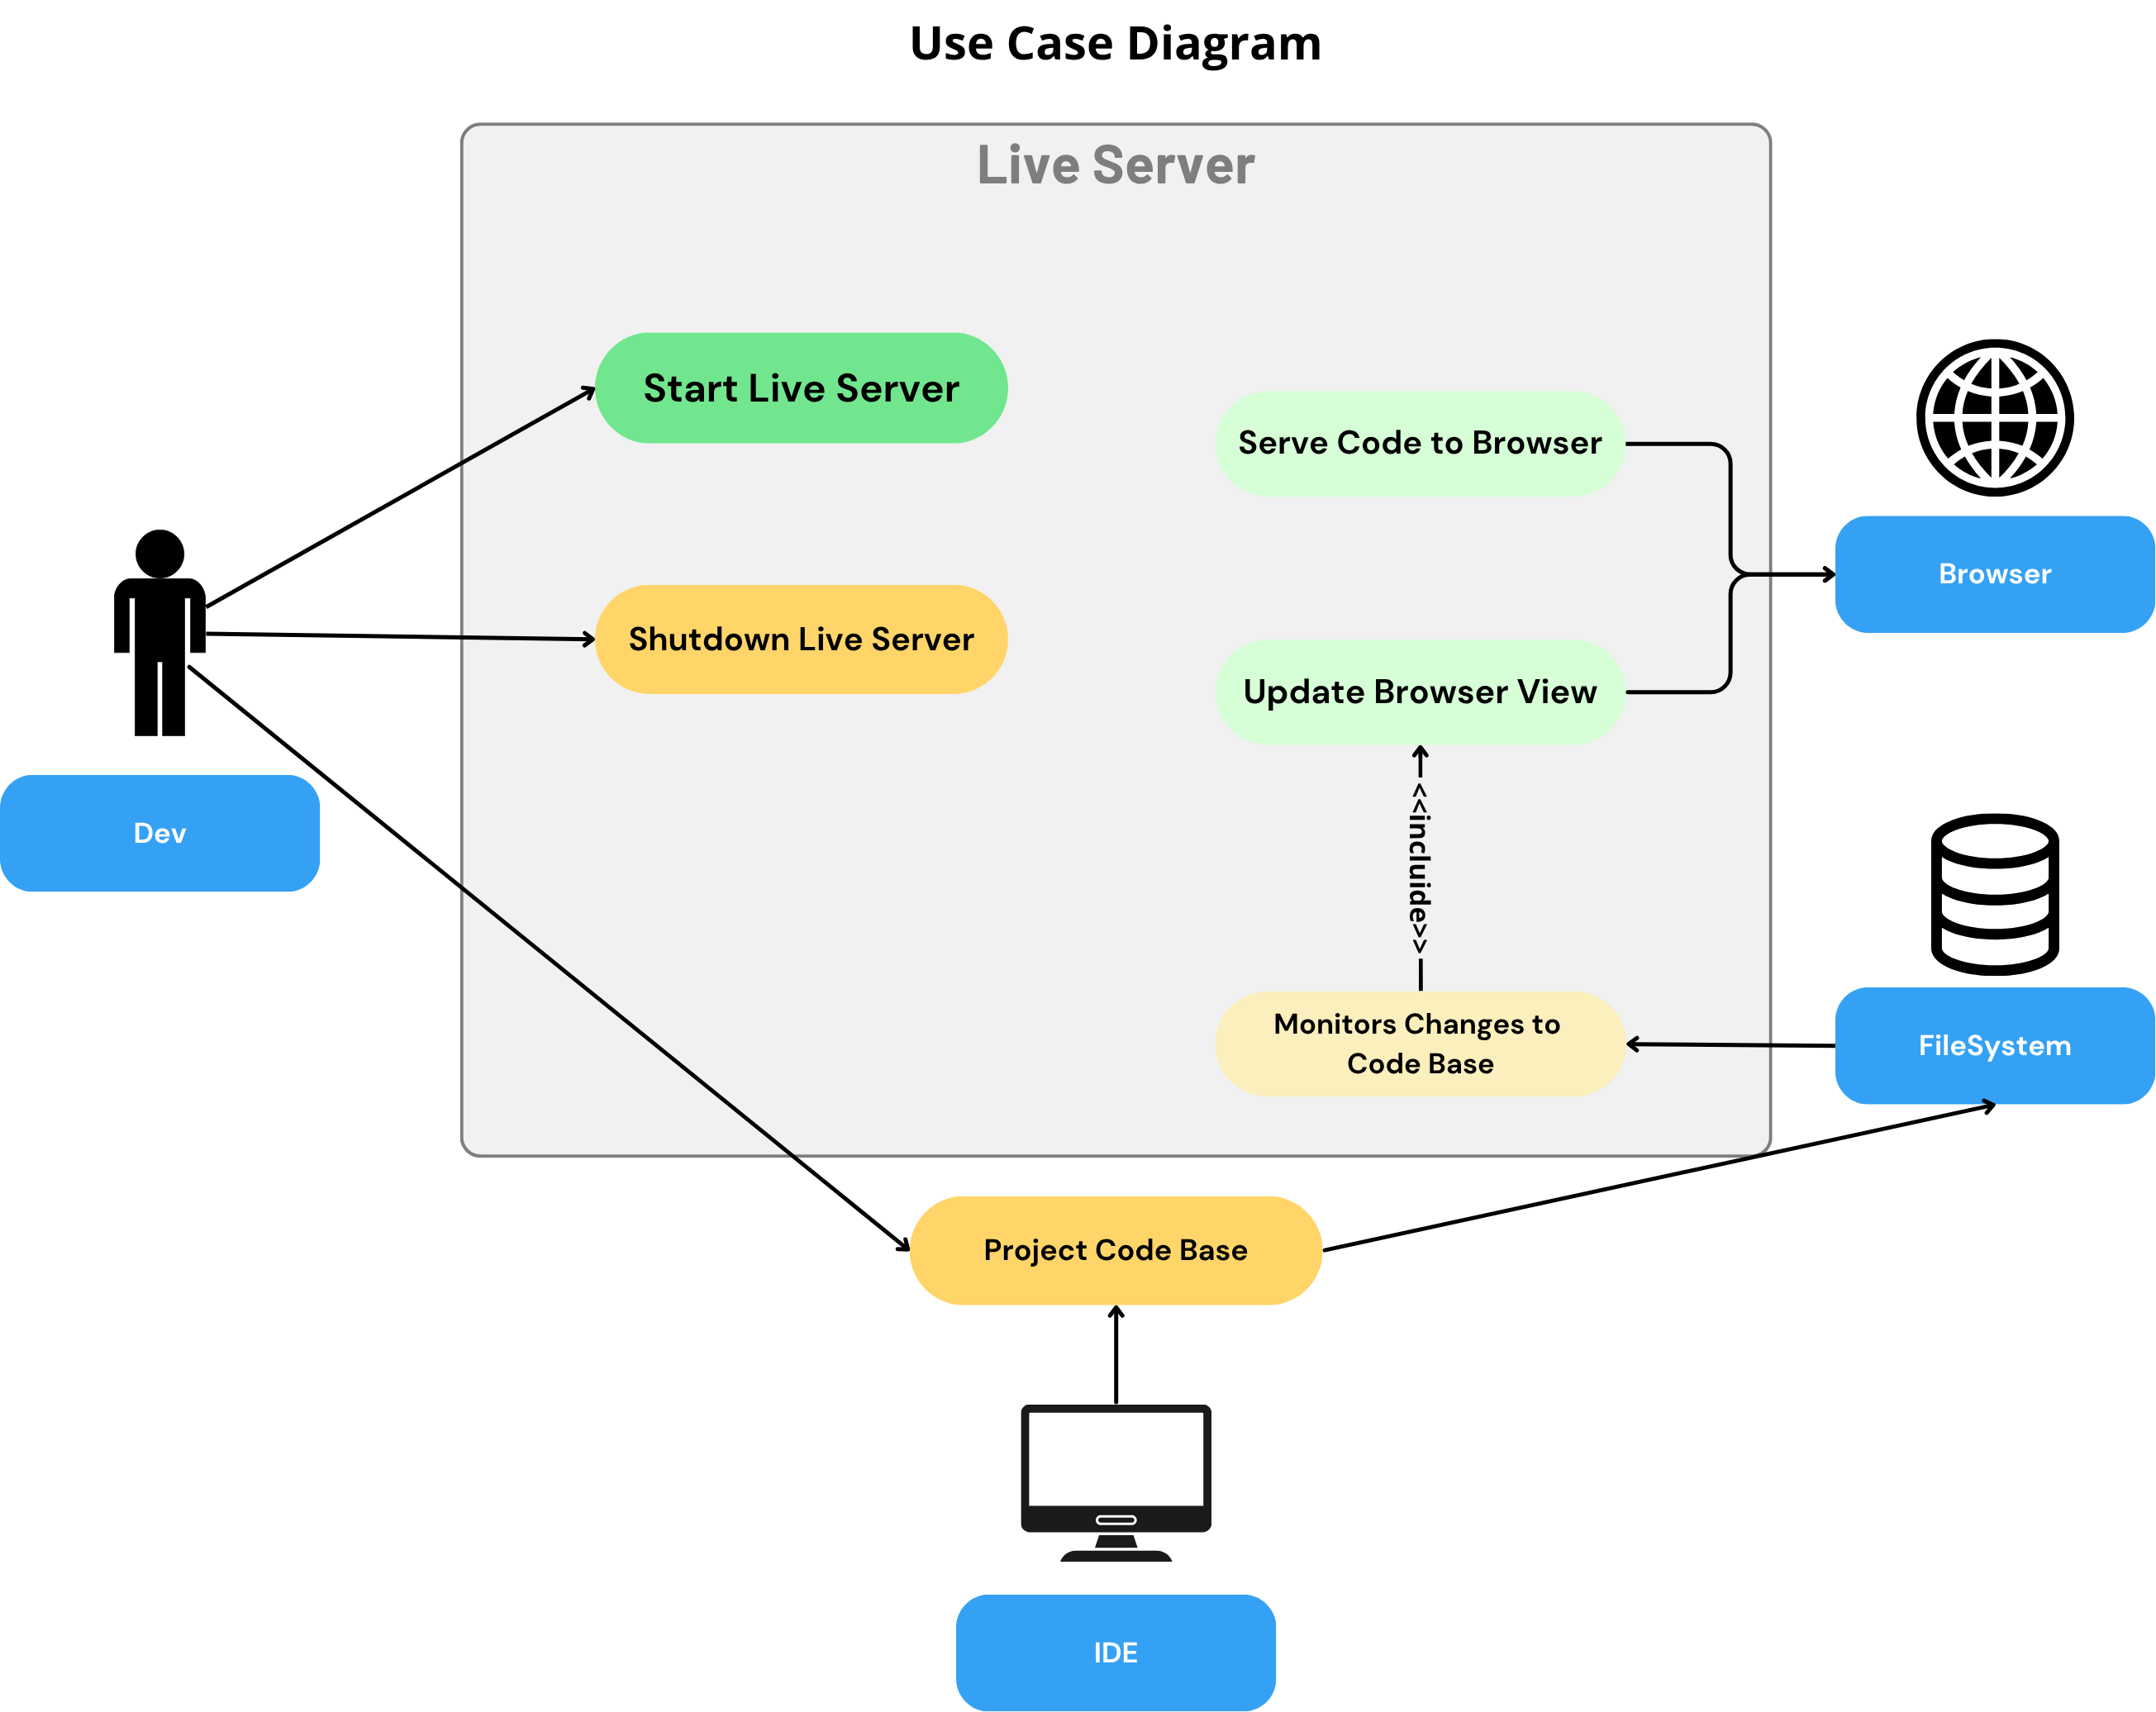 Use Case Diagram
Live Server
Start Live Server
Serve Code to Browser
Browser
Shutdown Live Server
Update Browser View
Dev
<<include>>
Monitors Changes to
Code Base
FileSystem
Project Code Base
IDE